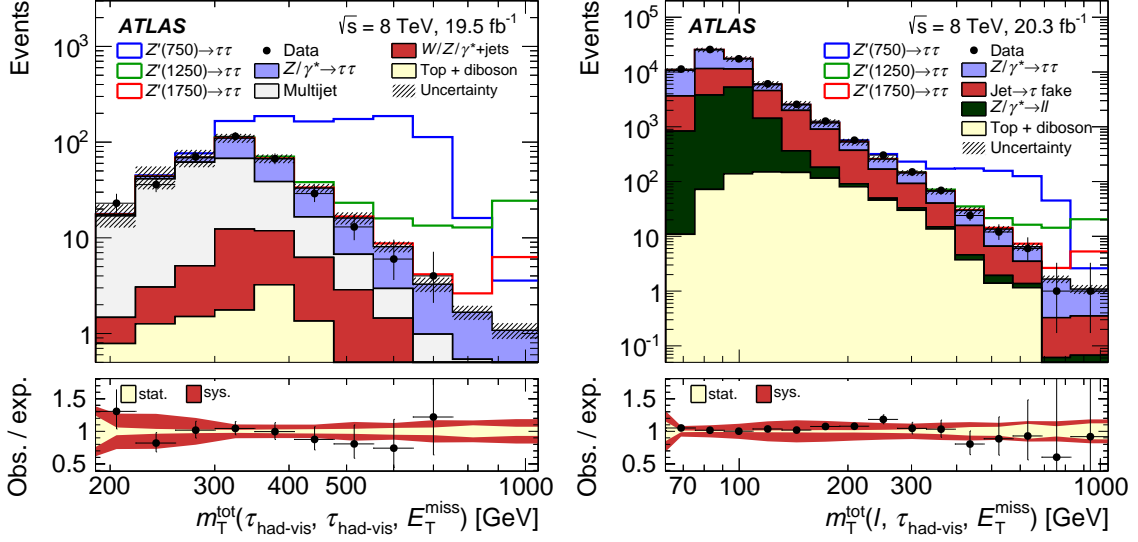 ATLAS
√s = 8 TeV, 19.5 fb⁻¹
Events
10³
10²
10
1
Z′(750)→ττ
Z′(1250)→ττ
Z′(1750)→ττ
Data
Z/γ*→ττ
Multijet
W/Z/γ*+jets
Top + diboson
Uncertainty
Obs. / exp.
1.5
1
0.5
stat.
sys.
200 300 400 500 1000
m_T^tot(τ_had-vis, τ_had-vis, E_T^miss) [GeV]
ATLAS
√s = 8 TeV, 20.3 fb⁻¹
Events
10⁵
10⁴
10³
10²
10
1
10⁻¹
Z′(750)→ττ
Z′(1250)→ττ
Z′(1750)→ττ
Data
Z/γ*→ττ
Jet→τ fake
Z/γ*→ll
Top + diboson
Uncertainty
Obs. / exp.
1.5
1
0.5
stat.
sys.
70 100 200 300 1000
m_T^tot(l, τ_had-vis, E_T^miss) [GeV]